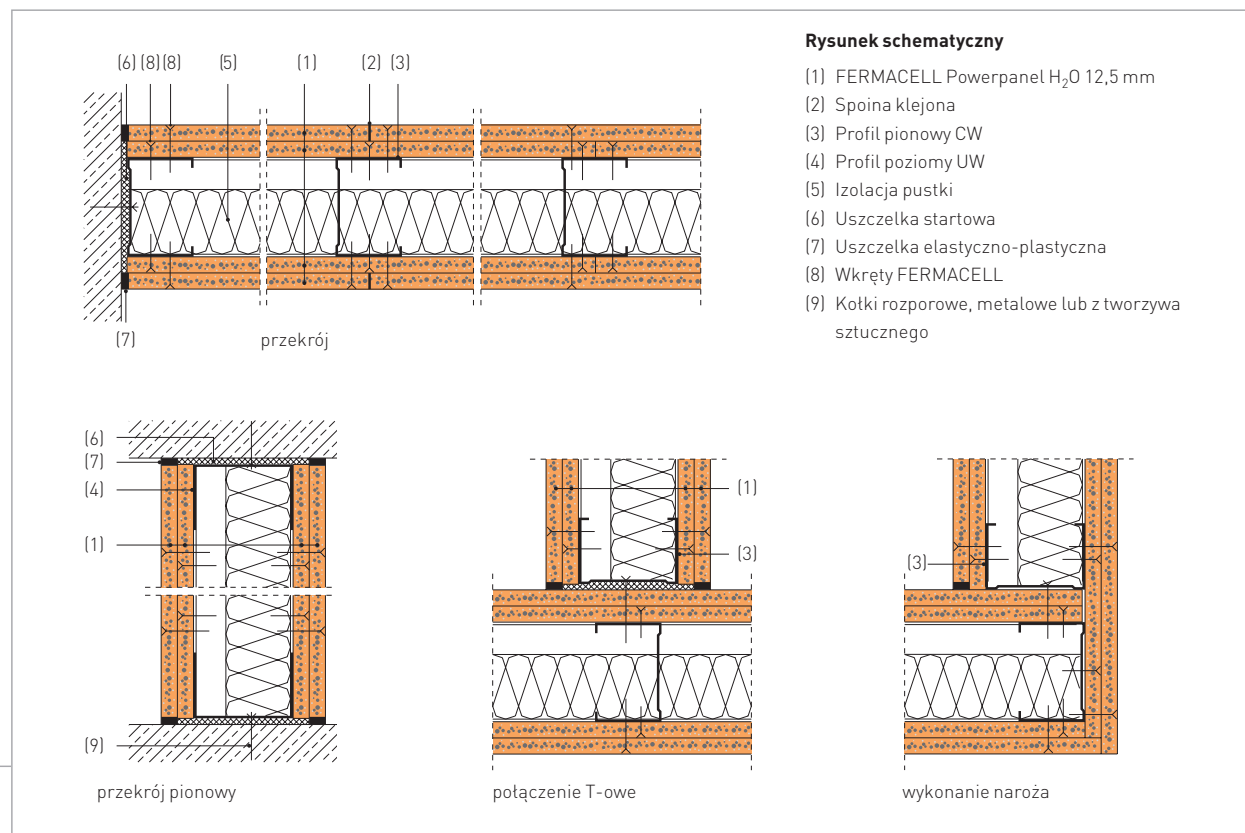 (6) (8) (8) (5) (1) (2) (3)
(7)
przekrój
Rysunek schematyczny
(1) FERMACELL Powerpanel H₂O 12,5 mm
(2) Spoina klejona
(3) Profil pionowy CW
(4) Profil poziomy UW
(5) Izolacja pustki
(6) Uszczelka startowa
(7) Uszczelka elastyczno-plastyczna
(8) Wkręty FERMACELL
(9) Kołki rozporowe, metalowe lub z tworzywa
sztucznego
(6)
(7)
(4)
(1)
(9)
przekrój pionowy
(1)
(3)
połączenie T-owe
(3)
wykonanie naroża